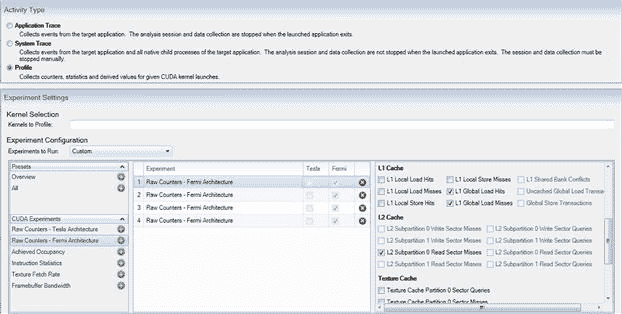 Activity Type
Application Trace
Collects events from the target application. The analysis session and data collection are stopped when the launched application exits.
System Trace
Collects events from the target application and all native child processes of the target application. The analysis session and data collection are not stopped when the launched application exits. The session and data collection must
be stopped manually.
Profile
Collects counters, statistics and derived values for given CUDA kernel launches.
Experiment Settings
Kernel Selection
Kernels to Profile:
Experiment Configuration
Experiments to Run: Custom
Presets
Overview
All
CUDA Experiments
Raw Counters - Tesla Architecture
Raw Counters - Fermi Architecture
Achieved Occupancy
Instruction Statistics
Texture Fetch Rate
Framebuffer Bandwidth
Experiment Tesla Fermi
1 Raw Counters - Fermi Architecture
2 Raw Counters - Fermi Architecture
3 Raw Counters - Fermi Architecture
4 Raw Counters - Fermi Architecture
L1 Cache
L1 Local Load Hits L1 Local Store Misses L1 Shared Bank Conflicts
L1 Local Load Misses L1 Global Load Hits Uncached Global Load Transac
L1 Local Store Hits L1 Global Load Misses Global Store Transactions
L2 Cache
L2 Subpartition 0 Write Sector Misses L2 Subpartition 0 Write Sector Queries
L2 Subpartition 1 Write Sector Misses L2 Subpartition 1 Write Sector Queries
L2 Subpartition 0 Read Sector Misses L2 Subpartition 0 Read Sector Queries
L2 Subpartition 1 Read Sector Misses L2 Subpartition 1 Read Sector Queries
Texture Cache
Texture Cache Partition 0 Sector Queries
Texture Cache Partition 0 Sector Misses